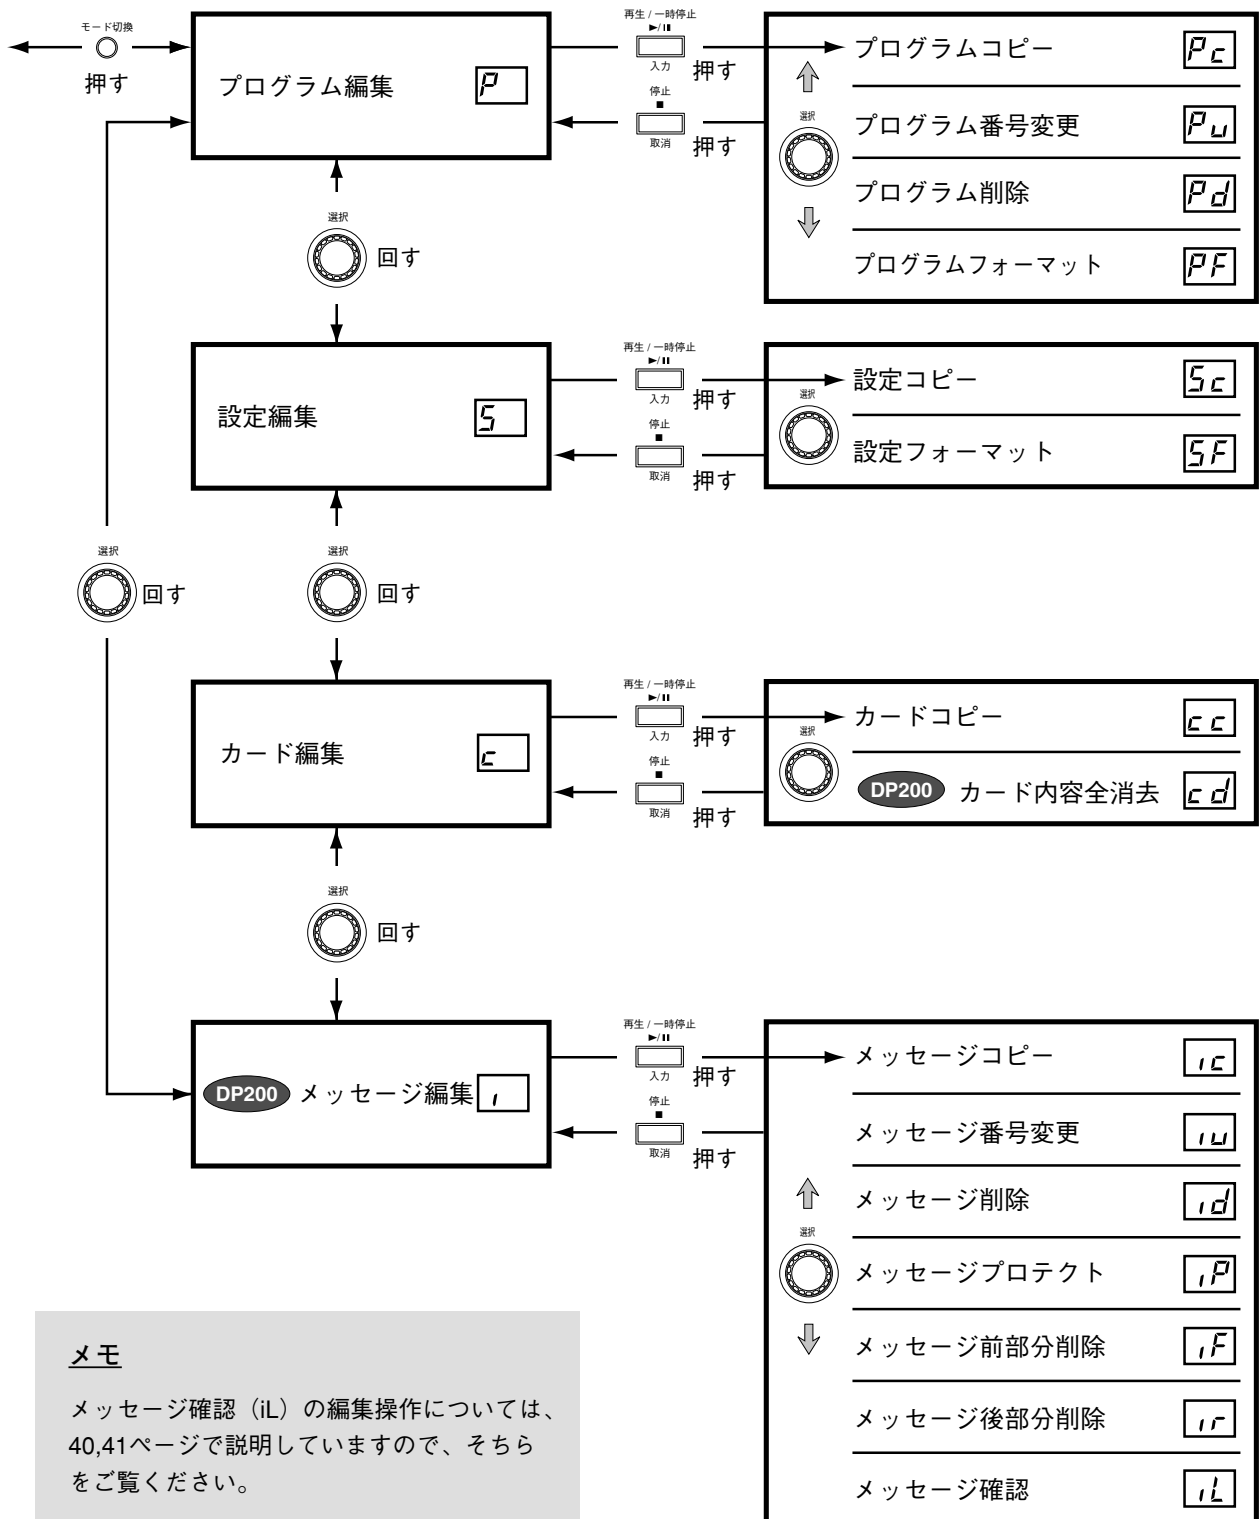 モード切換
押す
プログラム編集 P
再生 / 一時停止
►/II
入力 押す
停止
■
取消 押す
プログラムコピー Pc
選択
プログラム番号変更 Pu
プログラム削除 Pd
プログラムフォーマット PF
選択
回す
設定編集 S
再生 / 一時停止
►/II
入力 押す
停止
■
取消 押す
選択
設定コピー Sc
設定フォーマット SF
選択
回す
選択
回す
カード編集 c
再生 / 一時停止
►/II
入力 押す
停止
■
取消 押す
選択
カードコピー cc
DP200 カード内容全消去 cd
選択
回す
DP200 メッセージ編集 i
再生 / 一時停止
►/II
入力 押す
停止
■
取消 押す
メッセージコピー ic
メッセージ番号変更 iu
メッセージ削除 id
選択
メッセージプロテクト iP
メッセージ前部分削除 iF
メッセージ後部分削除 ir
メッセージ確認 iL
メモ
メッセージ確認（iL）の編集操作については、
40,41ページで説明していますので、そちら
をご覧ください。